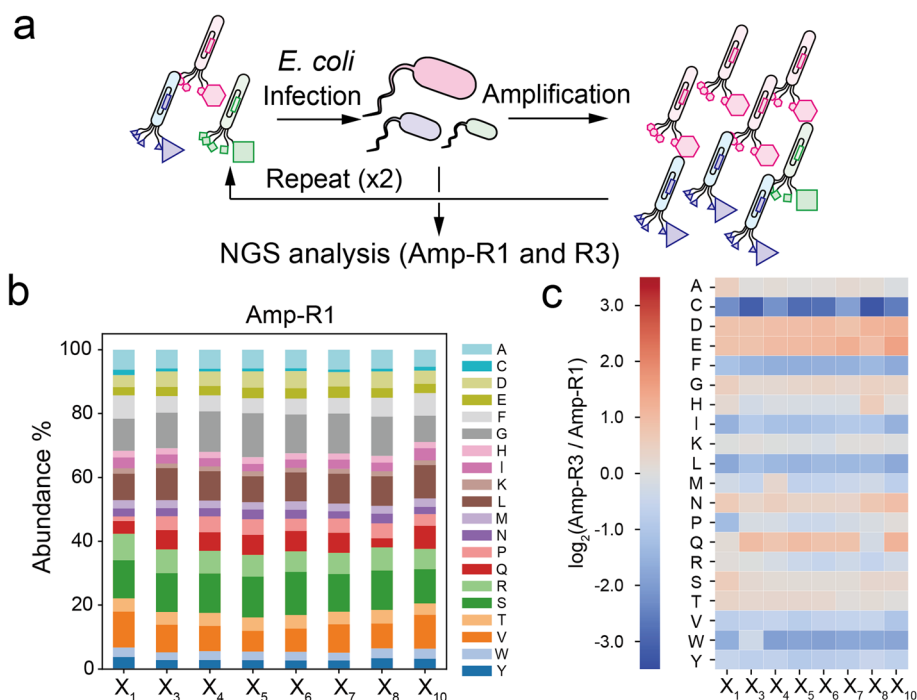 a
E. coli
Infection
Amplification
Repeat (x2)
NGS analysis (Amp-R1 and R3)
b
Amp-R1
Abundance %
100
80
60
40
20
0
X1 X3 X4 X5 X6 X7 X8 X10
A
C
D
E
F
G
H
I
K
L
M
N
P
Q
R
S
T
V
W
Y
c
log2(Amp-R3 / Amp-R1)
3.0
2.0
1.0
0.0
-1.0
-2.0
-3.0
A
C
D
E
F
G
H
I
K
L
M
N
P
Q
R
S
T
V
W
Y
X1 X3 X4 X5 X6 X7 X8 X10